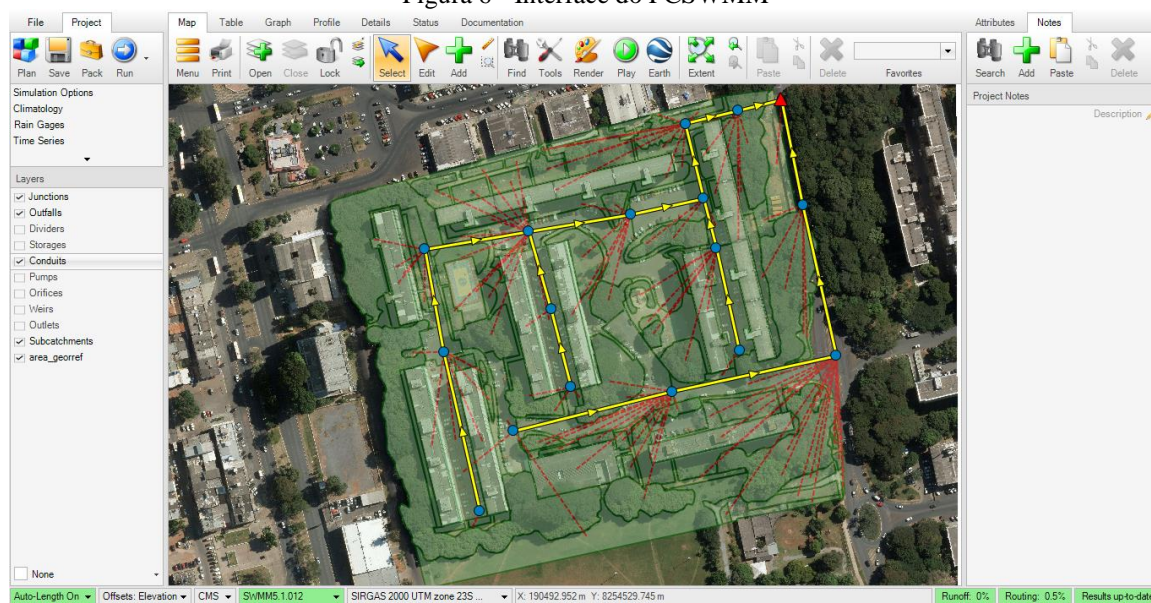 Figura 8 - Interface do PCSWMM
File Project Map Table Graph Profile Details Status Documentation Attributes Notes
Plan Save Pack Run Menu Print Open Close Lock Select Edit Add Find Tools Render Play Earth Extent Paste Delete Favorites Search Add Paste Delete
Simulation Options
Climatology
Rain Gages
Time Series
Project Notes
Description
Layers
Junctions
Outfalls
Dividers
Storages
Conduits
Pumps
Orifices
Weirs
Outlets
Subcatchments
area_georref
None
Auto-Length On Offsets: Elevation CMS SWMM5.1.012 SIRGAS 2000 UTM zone 23S ... X: 190492.952 m Y: 8254529.745 m Runoff: 0% Routing: 0.5% Results up-to-date